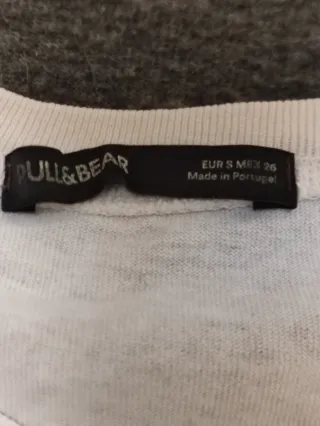 PULL&BEAR
EUR S MEX 26
Made in Portugal